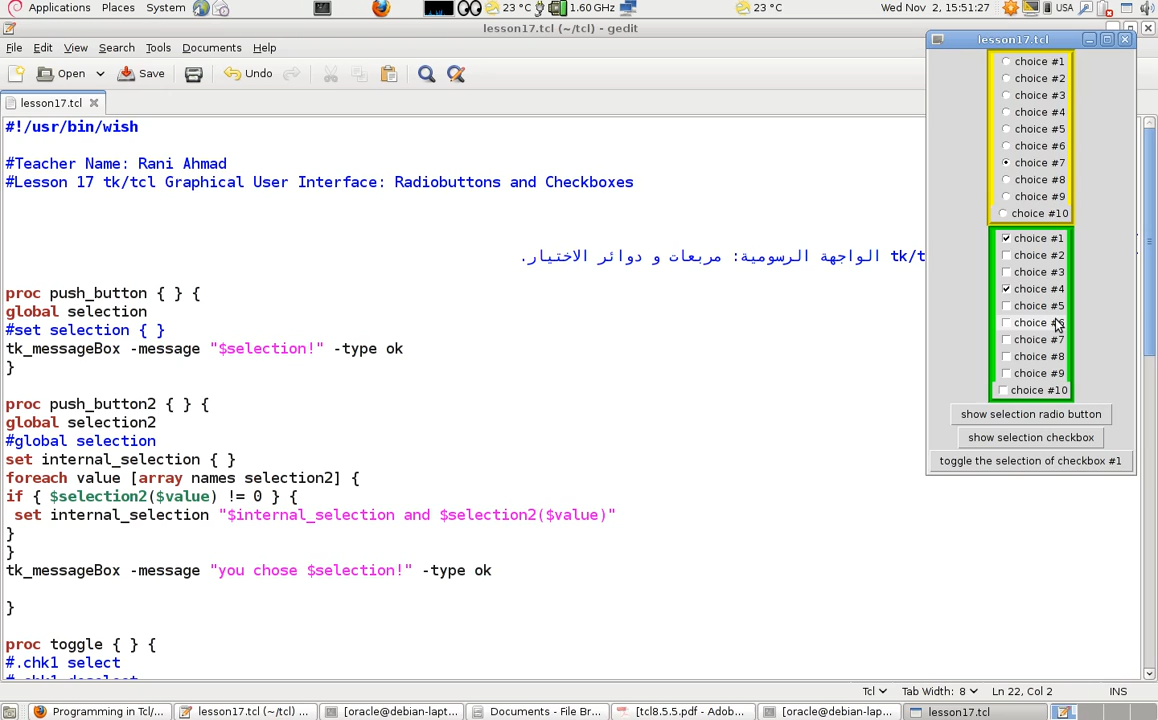 Applications Places System 23 °C 1.60 GHz 23 °C Wed Nov 2, 15:51:27 USA
lesson17.tcl (~/tcl) - gedit
File Edit View Search Tools Documents Help
Open Save Undo
lesson17.tcl
#!/usr/bin/wish
#Teacher Name: Rani Ahmad
#Lesson 17 tk/tcl Graphical User Interface: Radiobuttons and Checkboxes
tk/t الواجهة الرسومية: مربعات و دوائر الاختيار.
proc push_button { } {
global selection
#set selection { }
tk_messageBox -message "$selection!" -type ok
}
proc push_button2 { } {
global selection2
#global selection
set internal_selection { }
foreach value [array names selection2] {
if { $selection2($value) != 0 } {
set internal_selection "$internal_selection and $selection2($value)"
}
}
tk_messageBox -message "you chose $selection!" -type ok
}
proc toggle { } {
#.chk1 select
#.chk1 deselect
lesson17.tcl
choice #1
choice #2
choice #3
choice #4
choice #5
choice #6
choice #7
choice #8
choice #9
choice #10
choice #1
choice #2
choice #3
choice #4
choice #5
choice #6
choice #7
choice #8
choice #9
choice #10
show selection radio button
show selection checkbox
toggle the selection of checkbox #1
Tcl Tab Width: 8 Ln 22, Col 2 INS
Programming in Tcl/... lesson17.tcl (~/tcl) ... [oracle@debian-lapt... Documents - File Br... [tcl8.5.5.pdf - Adob... [oracle@debian-lap... lesson17.tcl